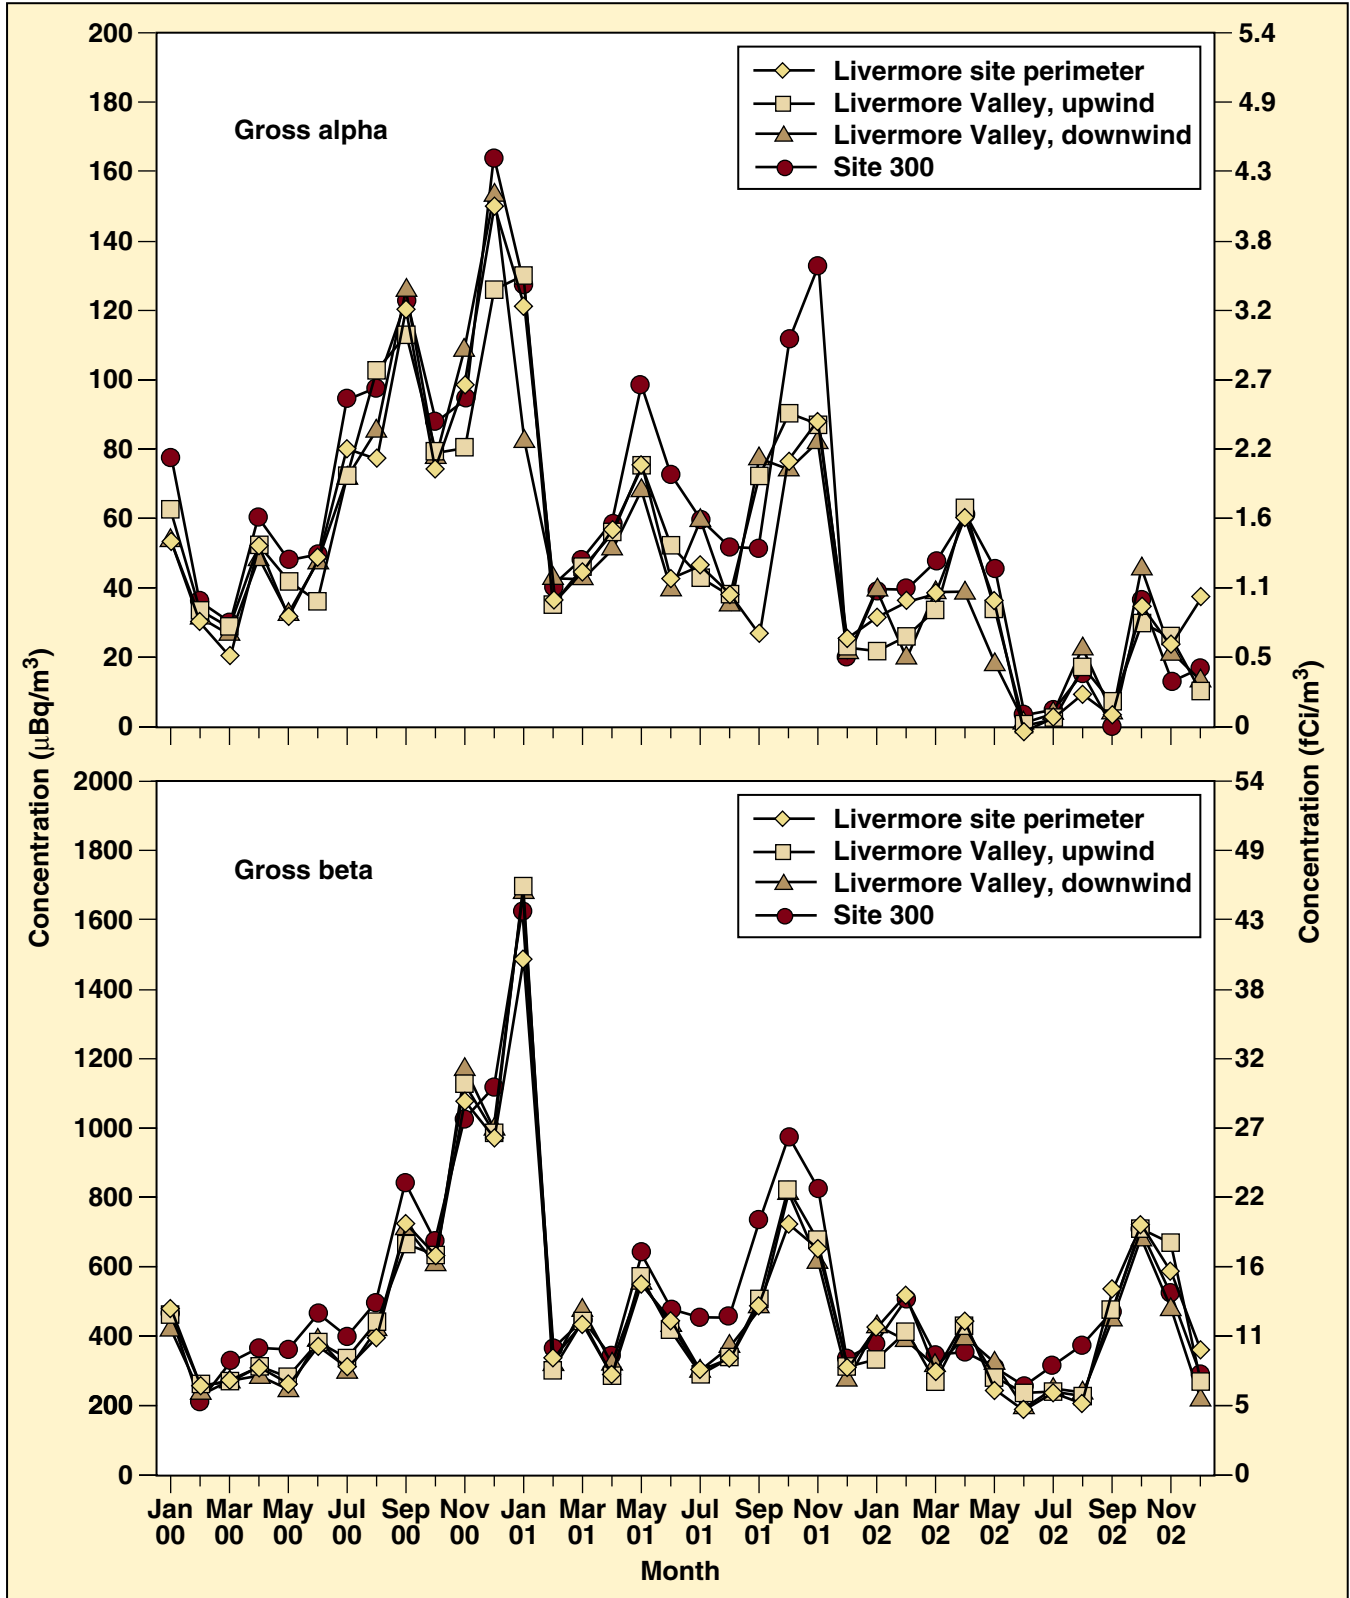 Gross alpha
Livermore site perimeter
Livermore Valley, upwind
Livermore Valley, downwind
Site 300
200
180
160
140
120
100
80
60
40
20
0
5.4
4.9
4.3
3.8
3.2
2.7
2.2
1.6
1.1
0.5
0
Concentration (µBq/m³)
Concentration (fCi/m³)
Gross beta
Livermore site perimeter
Livermore Valley, upwind
Livermore Valley, downwind
Site 300
2000
1800
1600
1400
1200
1000
800
600
400
200
0
54
49
43
38
32
27
22
16
11
5
0
Jan Mar May Jul Sep Nov Jan Mar May Jul Sep Nov Jan Mar May Jul Sep Nov
00 00 00 00 00 00 01 01 01 01 01 01 02 02 02 02 02 02
Month